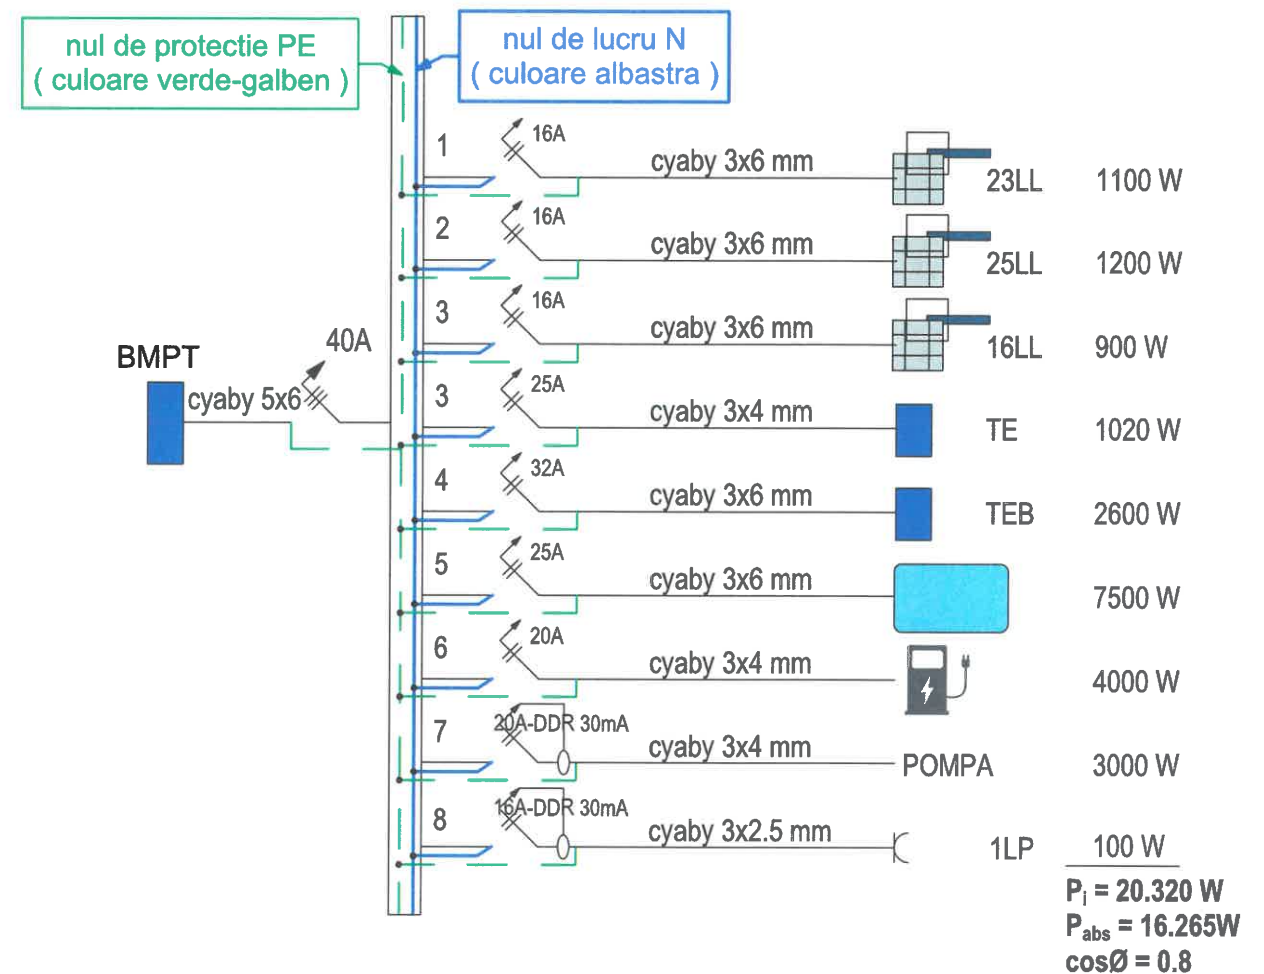 nul de protectie PE
( culoare verde-galben )
nul de lucru N
( culoare albastra )
BMPT
cyaby 5x6
40A
1
16A
cyaby 3x6 mm
23LL
1100 W
2
16A
cyaby 3x6 mm
25LL
1200 W
3
16A
cyaby 3x6 mm
16LL
900 W
3
25A
cyaby 3x4 mm
TE
1020 W
4
32A
cyaby 3x6 mm
TEB
2600 W
5
25A
cyaby 3x6 mm
7500 W
6
20A
cyaby 3x4 mm
4000 W
7
20A-DDR 30mA
cyaby 3x4 mm
POMPA
3000 W
8
16A-DDR 30mA
cyaby 3x2.5 mm
1LP
100 W
Pi = 20.320 W
Pabs = 16.265W
cosØ = 0.8